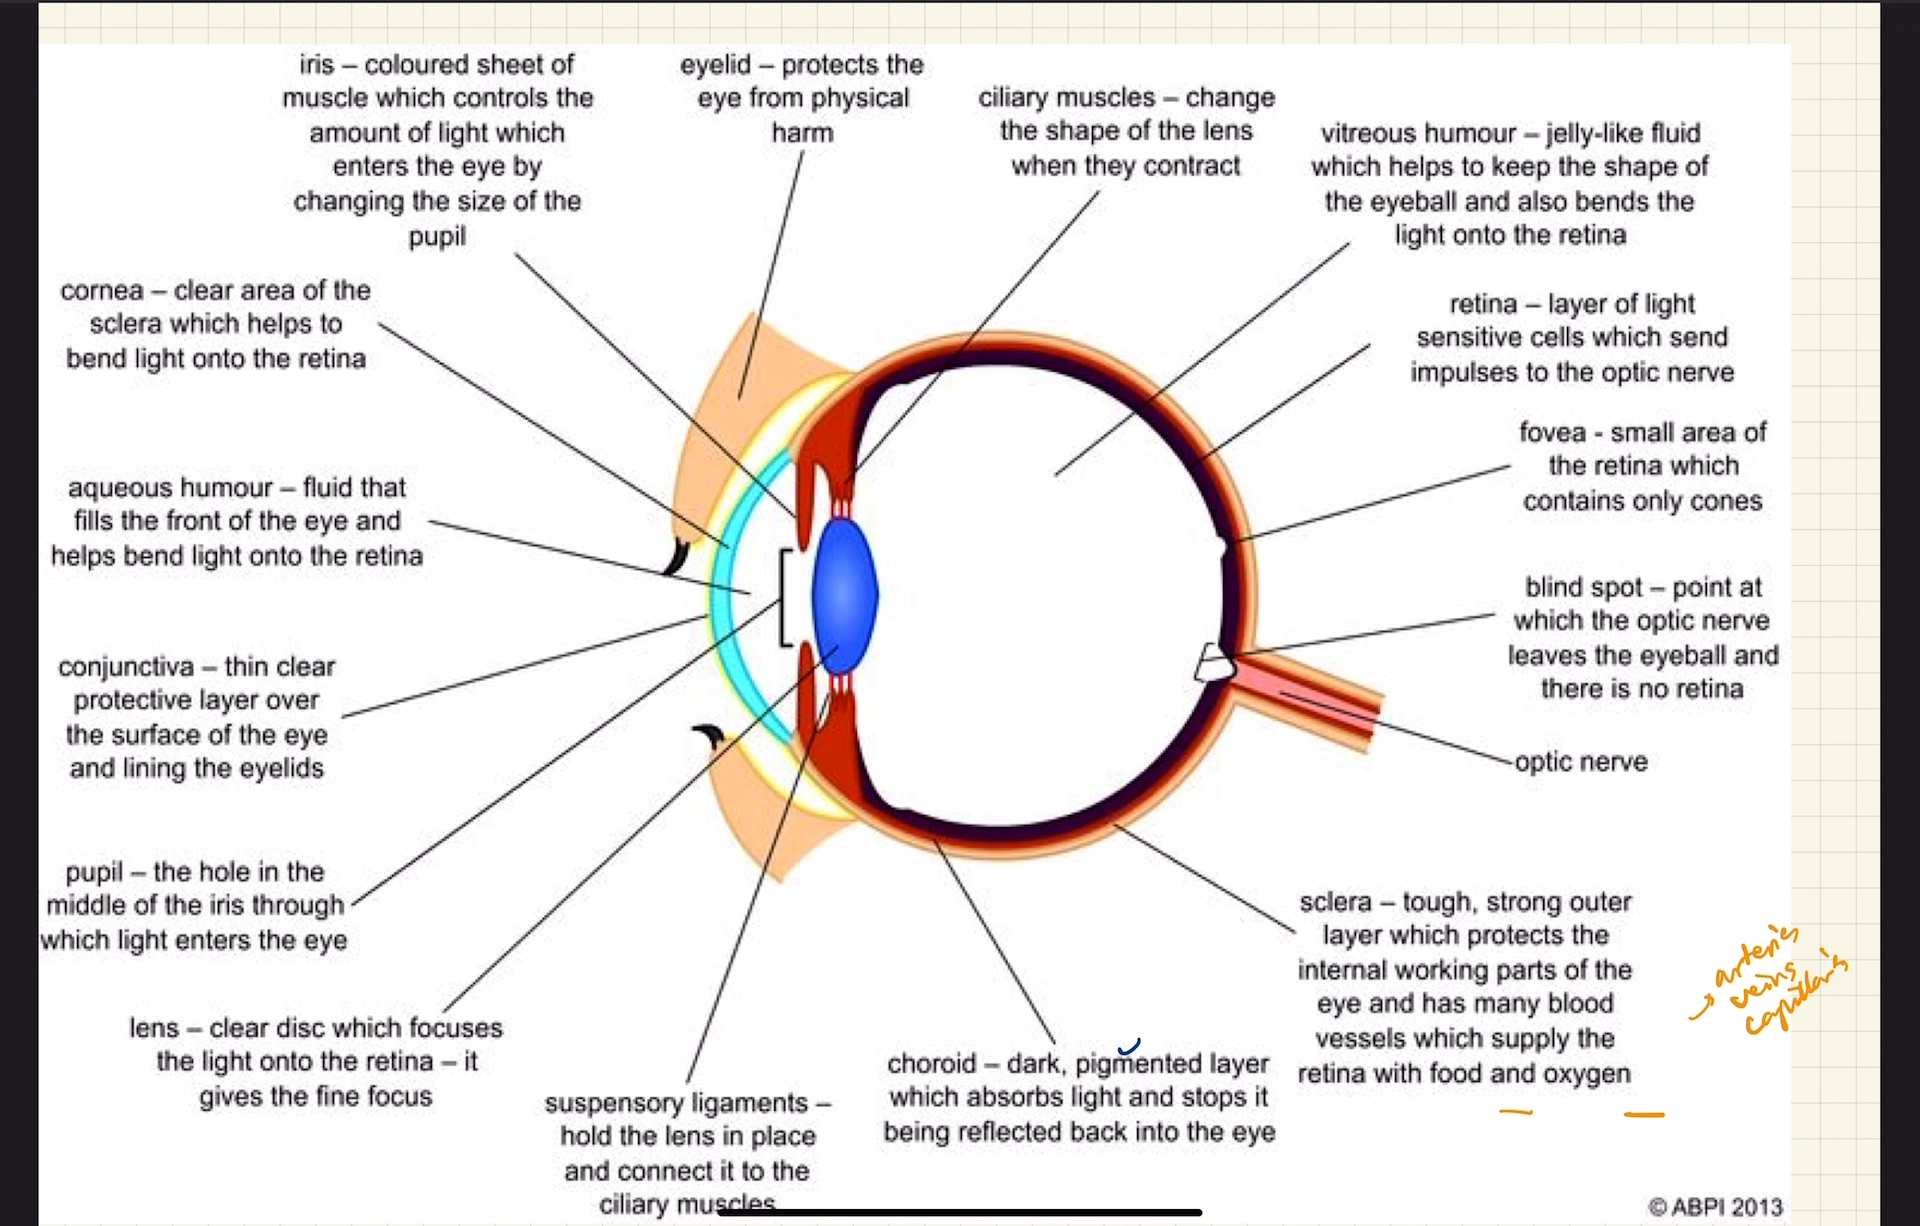 iris – coloured sheet of
muscle which controls the
amount of light which
enters the eye by
changing the size of the
pupil
eyelid – protects the
eye from physical
harm
ciliary muscles – change
the shape of the lens
when they contract
vitreous humour – jelly-like fluid
which helps to keep the shape of
the eyeball and also bends the
light onto the retina
cornea – clear area of the
sclera which helps to
bend light onto the retina
retina – layer of light
sensitive cells which send
impulses to the optic nerve
fovea - small area of
the retina which
contains only cones
aqueous humour – fluid that
fills the front of the eye and
helps bend light onto the retina
blind spot – point at
which the optic nerve
leaves the eyeball and
there is no retina
conjunctiva – thin clear
protective layer over
the surface of the eye
and lining the eyelids
optic nerve
pupil – the hole in the
middle of the iris through
which light enters the eye
sclera – tough, strong outer
layer which protects the
internal working parts of the
eye and has many blood
vessels which supply the
retina with food and oxygen
arteries
veins
capillaries
lens – clear disc which focuses
the light onto the retina – it
gives the fine focus
suspensory ligaments –
hold the lens in place
and connect it to the
ciliary muscles
choroid – dark, pigmented layer
which absorbs light and stops it
being reflected back into the eye
© ABPI 2013